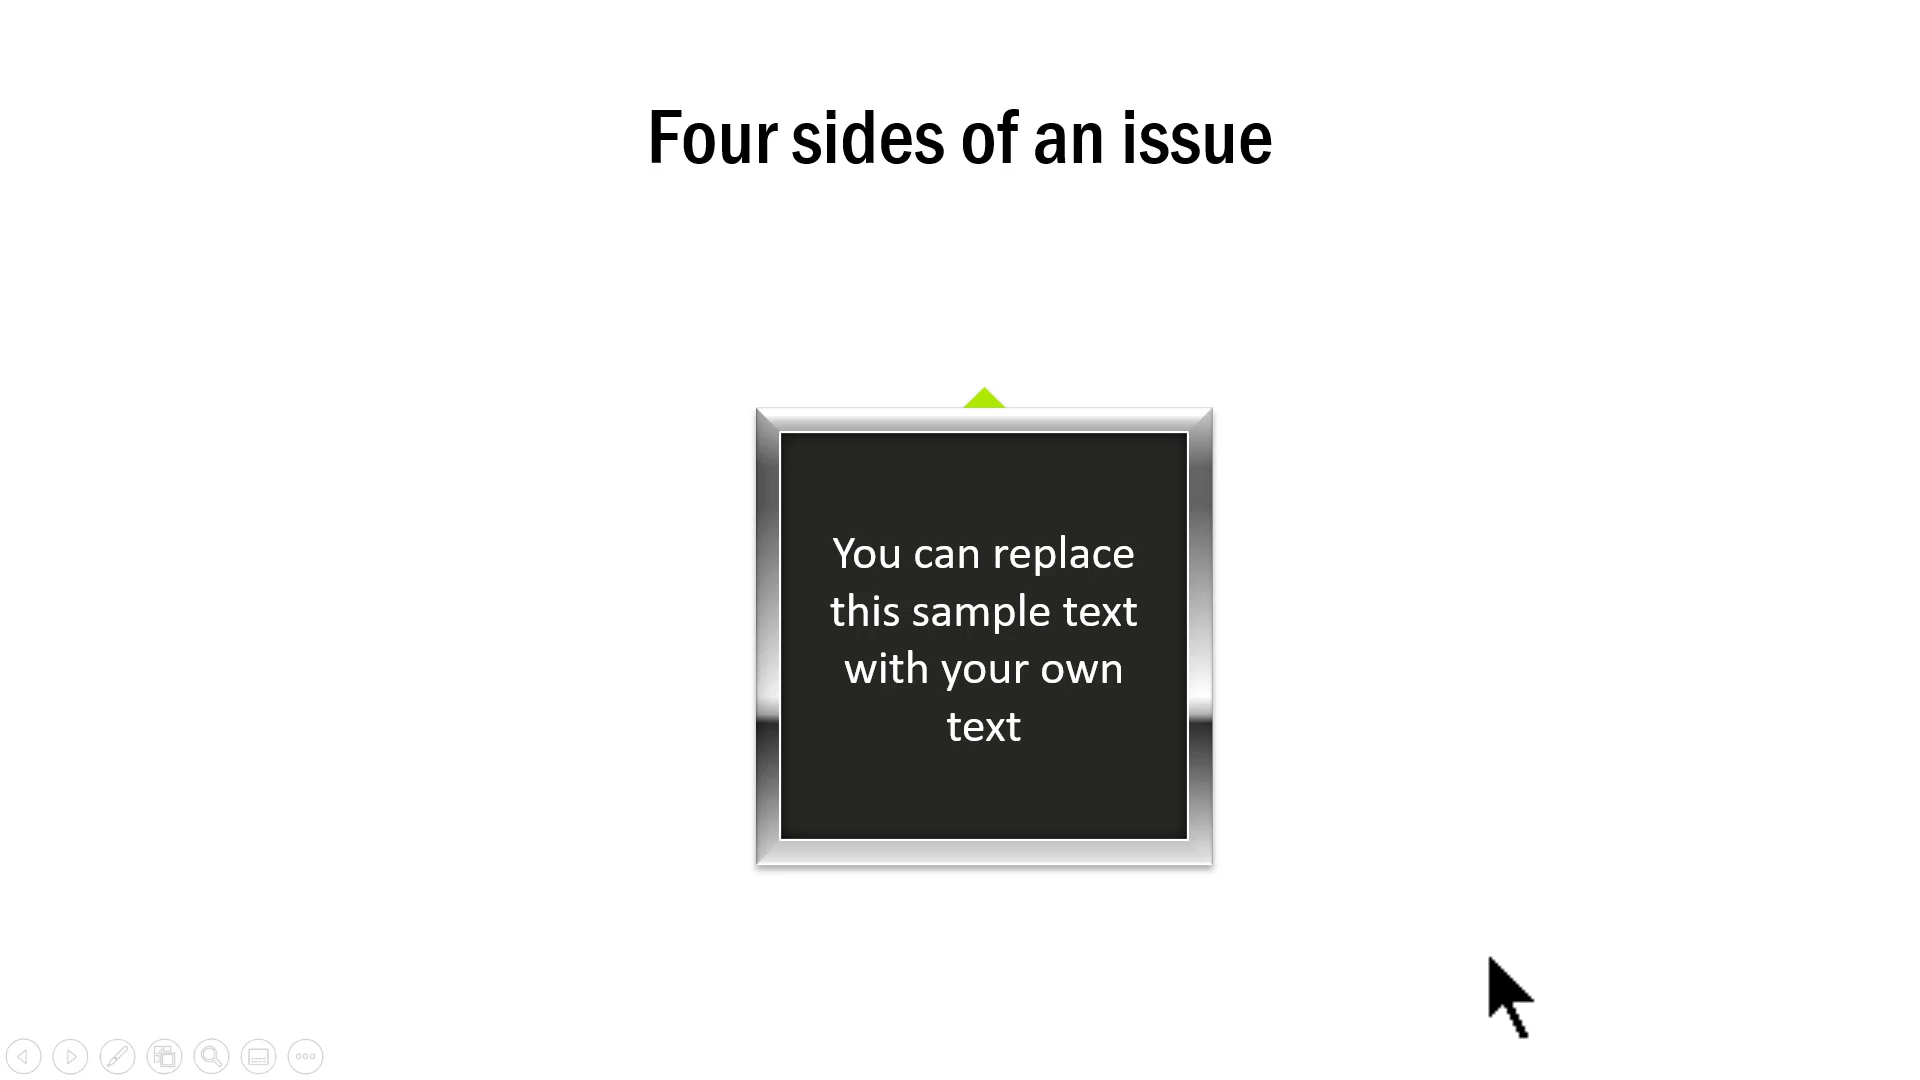 Four sides of an issue
You can replace
this sample text
with your own
text